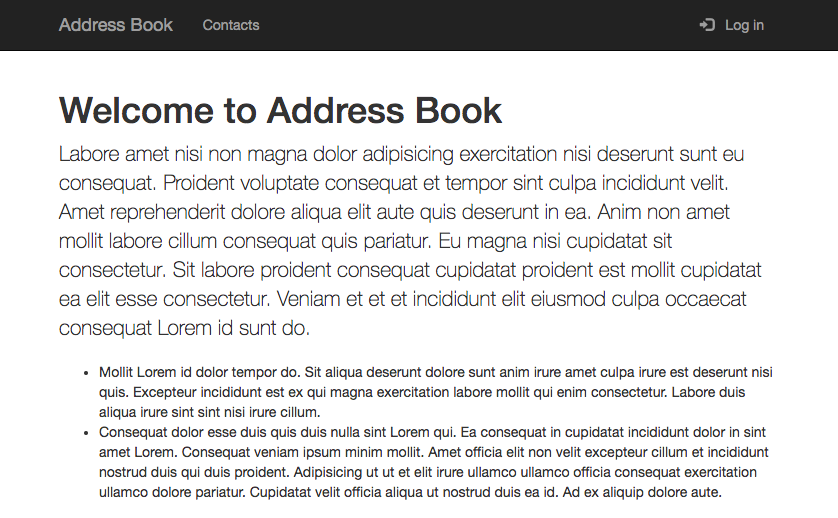 Address Book Contacts Log in
Welcome to Address Book
Labore amet nisi non magna dolor adipisicing exercitation nisi deserunt sunt eu
consequat. Proident voluptate consequat et tempor sint culpa incididunt velit.
Amet reprehenderit dolore aliqua elit aute quis deserunt in ea. Anim non amet
mollit labore cillum consequat quis pariatur. Eu magna nisi cupidatat sit
consectetur. Sit labore proident consequat cupidatat proident est mollit cupidatat
ea elit esse consectetur. Veniam et et et incididunt elit eiusmod culpa occaecat
consequat Lorem id sunt do.
• Mollit Lorem id dolor tempor do. Sit aliqua deserunt dolore sunt anim irure amet culpa irure est deserunt nisi
quis. Excepteur incididunt est ex qui magna exercitation labore mollit qui enim consectetur. Labore duis
aliqua irure sint sint nisi irure cillum.
• Consequat dolor esse duis quis duis nulla sint Lorem qui. Ea consequat in cupidatat incididunt dolor in sint
amet Lorem. Consequat veniam ipsum minim mollit. Amet officia elit non velit excepteur cillum et incididunt
nostrud duis qui duis proident. Adipisicing ut ut et elit irure ullamco ullamco officia consequat exercitation
ullamco dolore pariatur. Cupidatat velit officia aliqua ut nostrud duis ea id. Ad ex aliquip dolore aute.